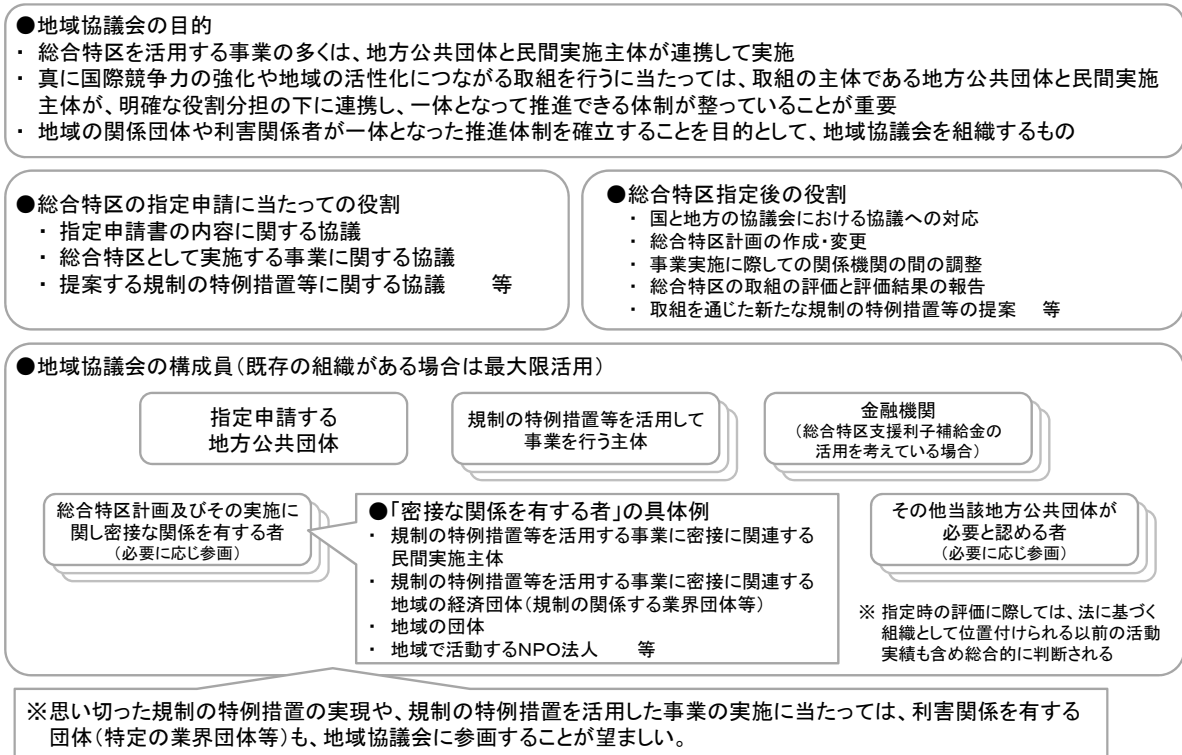 ●地域協議会の目的
・ 総合特区を活用する事業の多くは、地方公共団体と民間実施主体が連携して実施
・ 真に国際競争力の強化や地域の活性化につながる取組を行うに当たっては、取組の主体である地方公共団体と民間実施
主体が、明確な役割分担の下に連携し、一体となって推進できる体制が整っていることが重要
・ 地域の関係団体や利害関係者が一体となった推進体制を確立することを目的として、地域協議会を組織するもの
●総合特区の指定申請に当たっての役割
・ 指定申請書の内容に関する協議
・ 総合特区として実施する事業に関する協議
・ 提案する規制の特例措置等に関する協議 等
●総合特区指定後の役割
・ 国と地方の協議会における協議への対応
・ 総合特区計画の作成・変更
・ 事業実施に際しての関係機関の間の調整
・ 総合特区の取組の評価と評価結果の報告
・ 取組を通じた新たな規制の特例措置等の提案 等
●地域協議会の構成員（既存の組織がある場合は最大限活用）
指定申請する
地方公共団体
規制の特例措置等を活用して
事業を行う主体
金融機関
（総合特区支援利子補給金の
活用を考えている場合）
総合特区計画及びその実施に
関し密接な関係を有する者
（必要に応じ参画）
●「密接な関係を有する者」の具体例
・ 規制の特例措置等を活用する事業に密接に関連する
民間実施主体
・ 規制の特例措置等を活用する事業に密接に関連する
地域の経済団体（規制の関係する業界団体等）
・ 地域の団体
・ 地域で活動するNPO法人 等
その他当該地方公共団体が
必要と認める者
（必要に応じ参画）
※ 指定時の評価に際しては、法に基づく
組織として位置付けられる以前の活動
実績も含め総合的に判断される
※思い切った規制の特例措置の実現や、規制の特例措置を活用した事業の実施に当たっては、利害関係を有する
団体（特定の業界団体等）も、地域協議会に参画することが望ましい。